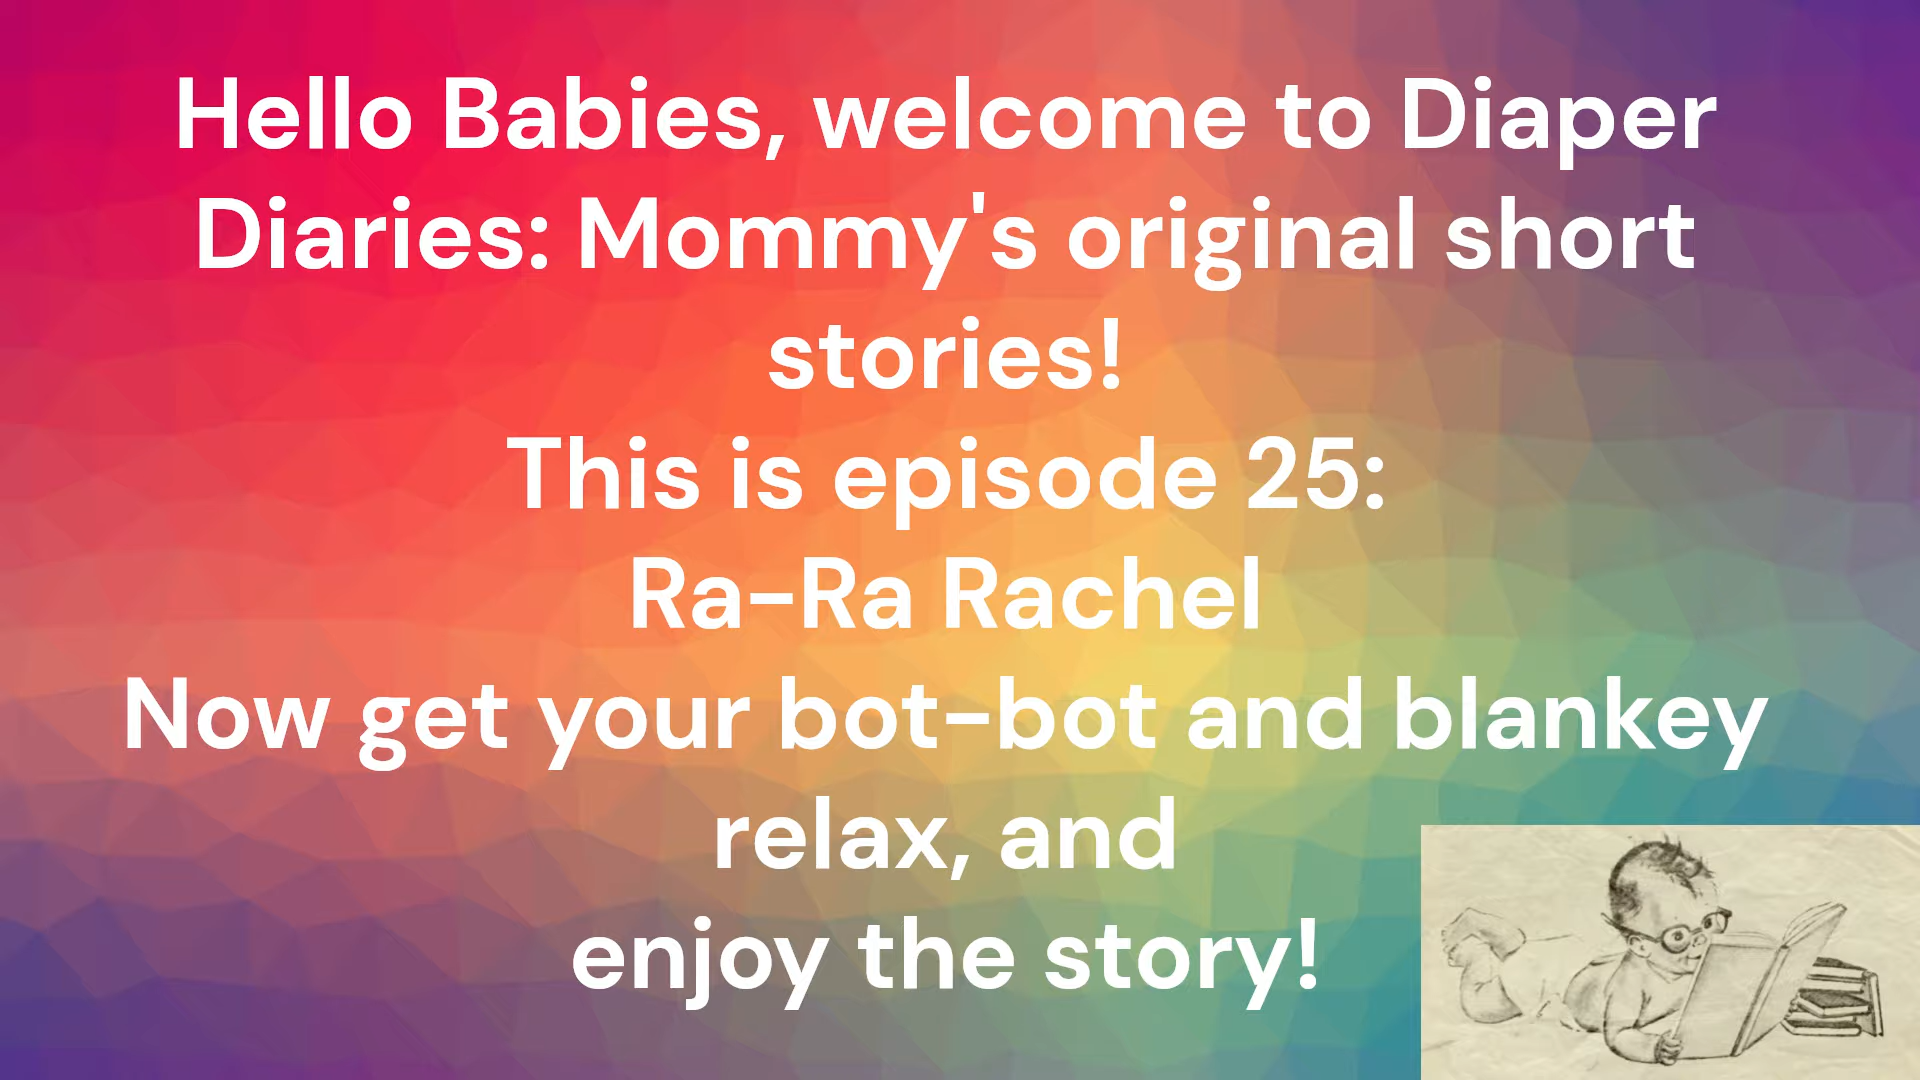 Hello Babies, welcome to Diaper
Diaries: Mommy's original short
stories!
This is episode 25:
Ra-Ra Rachel
Now get your bot-bot and blankey
relax, and
enjoy the story!